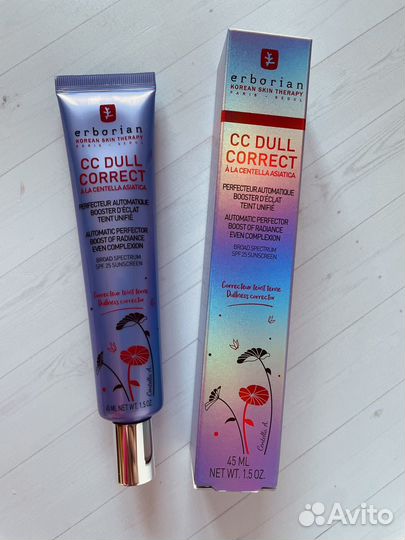 erborian
KOREAN SKIN THERAPY
PARIS - SEOUL
CC DULL
CORRECT
À LA CENTELLA ASIATICA
PERFECTEUR AUTOMATIQUE
BOOSTER D'ÉCLAT
TEINT UNIFIÉ
AUTOMATIC PERFECTOR
BOOST OF RADIANCE
EVEN COMPLEXION
BROAD SPECTRUM
SPF 25 SUNSCREEN
Correcteur teint terne
Dullness corrector
Centella A.
45 ML NET WT. 1.5 OZ.
erborian
KOREAN SKIN THERAPY
PARIS - SEOUL
CC DULL
CORRECT
À LA CENTELLA ASIATICA
PERFECTEUR AUTOMATIQUE
BOOSTER D'ÉCLAT
TEINT UNIFIÉ
AUTOMATIC PERFECTOR
BOOST OF RADIANCE
EVEN COMPLEXION
BROAD SPECTRUM
SPF 25 SUNSCREEN
Correcteur teint terne
Dullness corrector
Centella A.
45 ML
NET WT. 1.5 OZ.
Avito